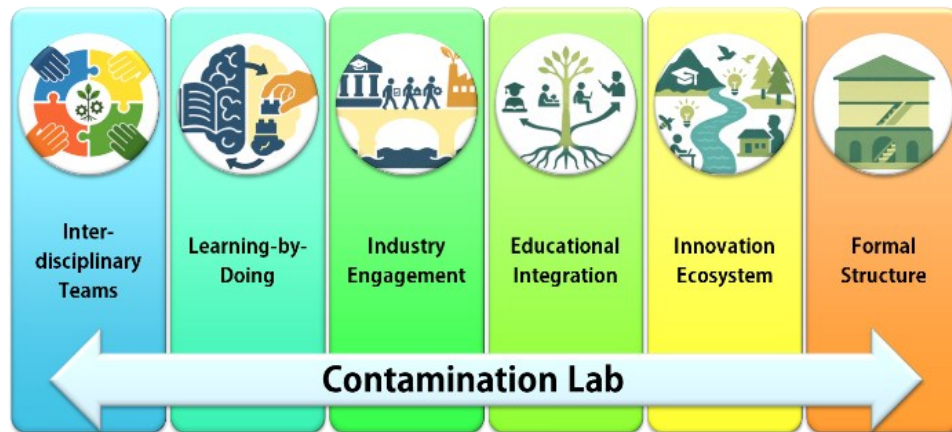 Inter-
disciplinary
Teams
Learning-by-
Doing
Industry
Engagement
Educational
Integration
Innovation
Ecosystem
Formal
Structure
Contamination Lab